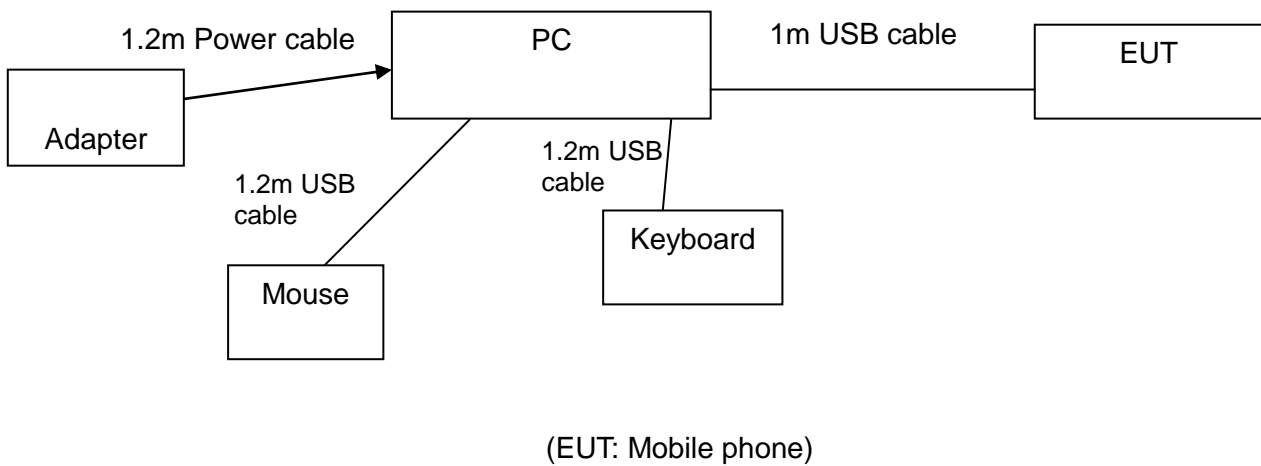 1.2m Power cable
PC
1m USB cable
EUT
Adapter
1.2m USB
cable
1.2m USB
cable
Keyboard
Mouse
(EUT: Mobile phone)